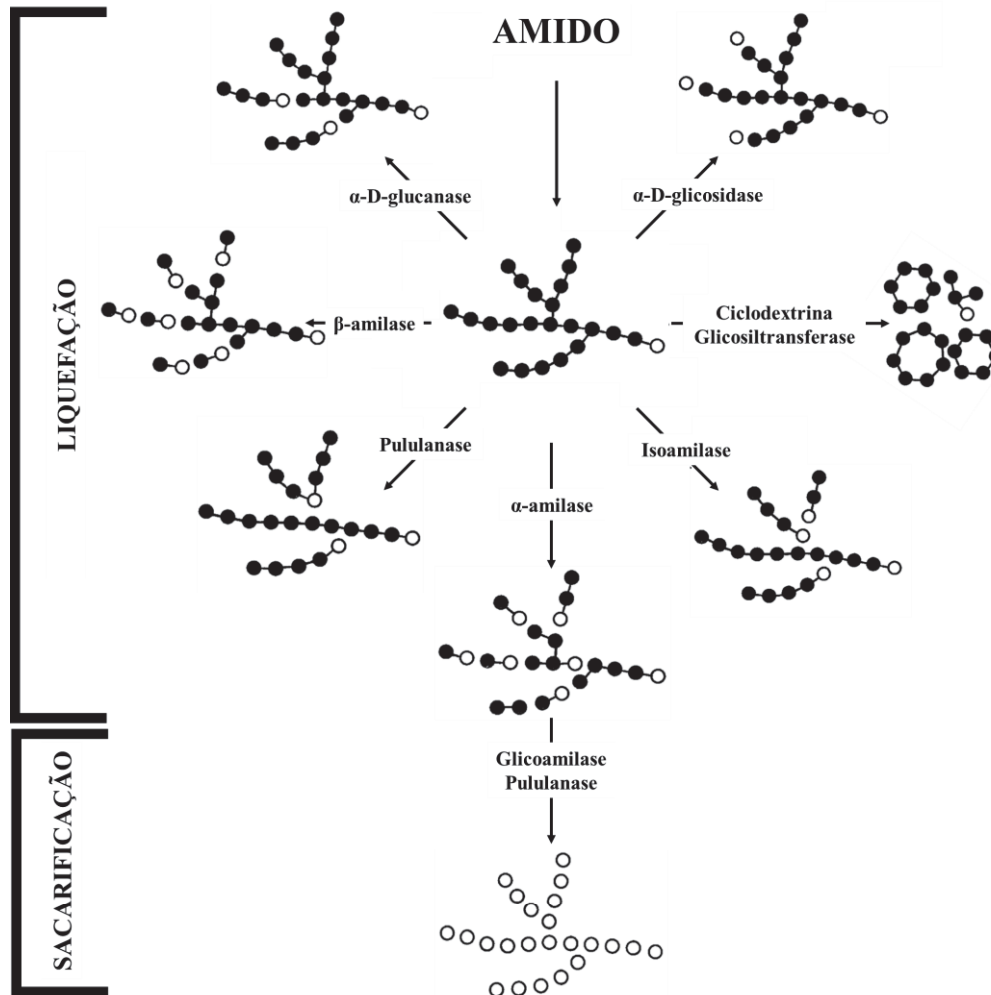 AMIDO
α-D-glucanase
α-D-glicosidase
LIQUEFAÇÃO
β-amilase
Ciclodextrina
Glicosiltransferase
Pululanase
Isoamilase
α-amilase
Glicoamilase
Pululanase
SACARIFICAÇÃO